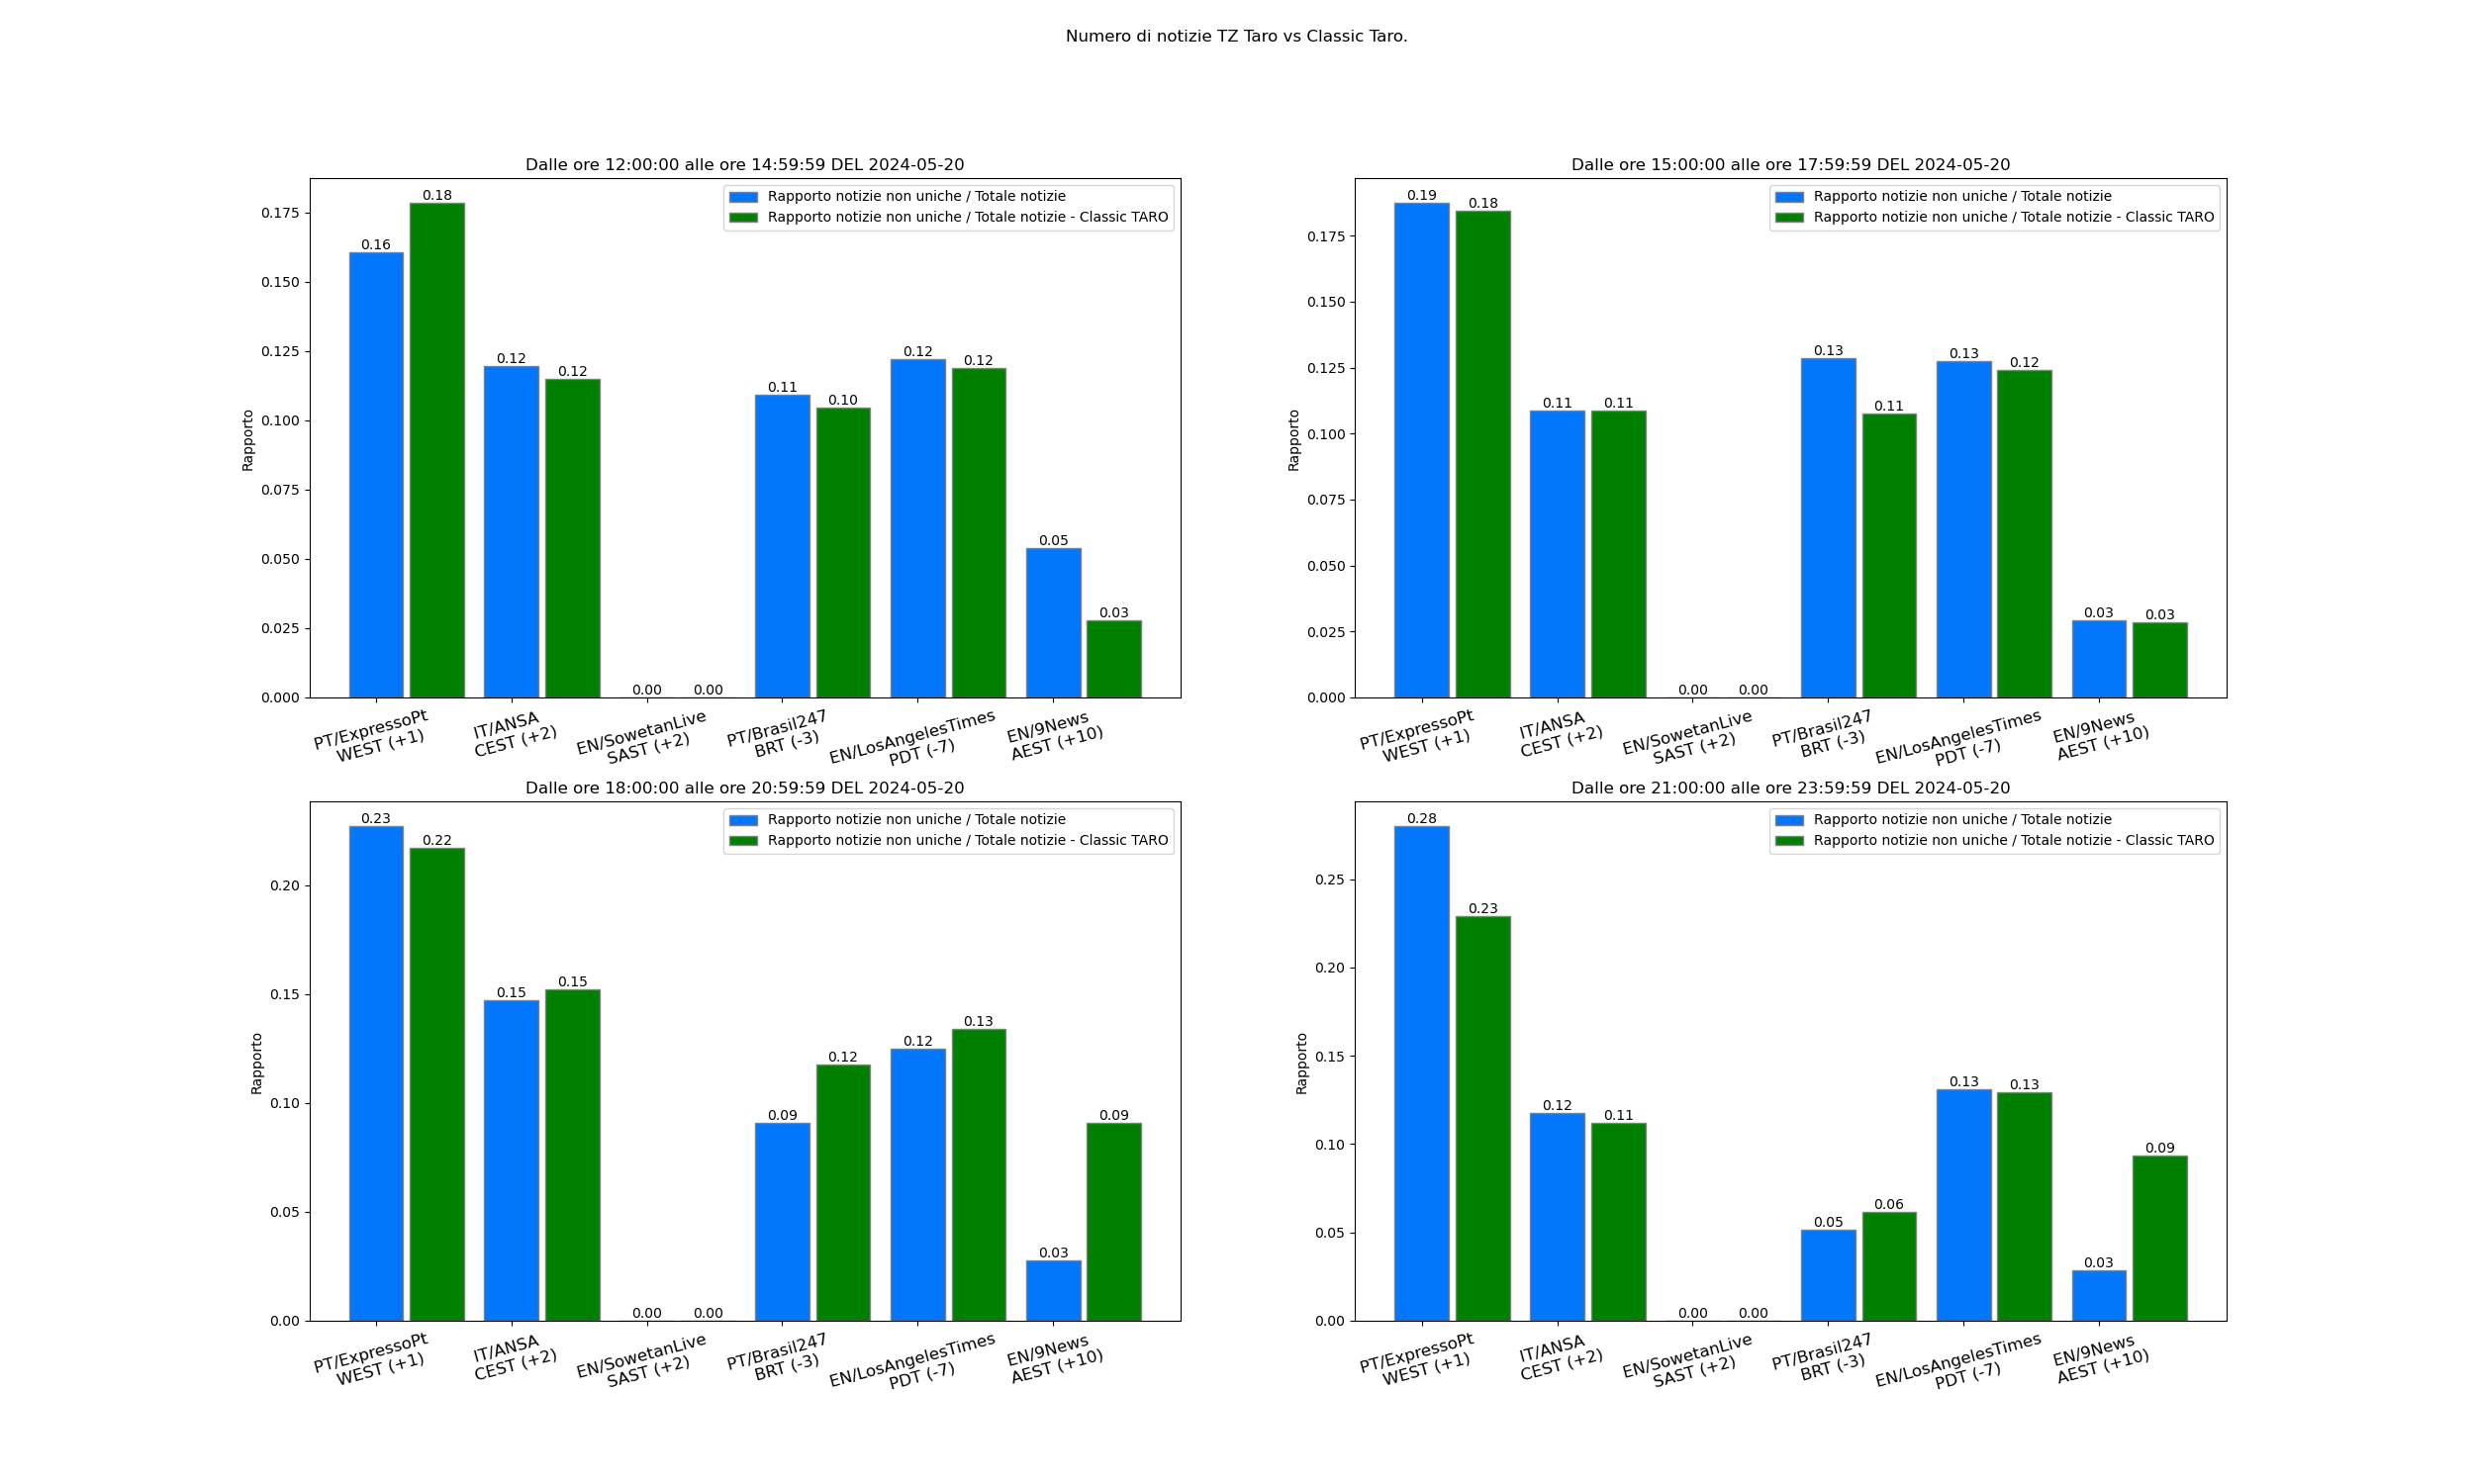 Numero di notizie TZ Taro vs Classic Taro.
Dalle ore 12:00:00 alle ore 14:59:59 DEL 2024-05-20
Rapporto notizie non uniche / Totale notizie
Rapporto notizie non uniche / Totale notizie - Classic TARO
Rapporto
0.175
0.150
0.125
0.100
0.075
0.050
0.025
0.000
0.16
0.18
0.12
0.12
0.00
0.00
0.11
0.10
0.12
0.12
0.05
0.03
PT/ExpressoPt
WEST (+1)
IT/ANSA
CEST (+2)
EN/SowetanLive
SAST (+2)
PT/Brasil247
BRT (-3)
EN/LosAngelesTimes
PDT (-7)
EN/9News
AEST (+10)
Dalle ore 15:00:00 alle ore 17:59:59 DEL 2024-05-20
Rapporto notizie non uniche / Totale notizie
Rapporto notizie non uniche / Totale notizie - Classic TARO
Rapporto
0.175
0.150
0.125
0.100
0.075
0.050
0.025
0.000
0.19
0.18
0.11
0.11
0.00
0.00
0.13
0.11
0.13
0.12
0.03
0.03
PT/ExpressoPt
WEST (+1)
IT/ANSA
CEST (+2)
EN/SowetanLive
SAST (+2)
PT/Brasil247
BRT (-3)
EN/LosAngelesTimes
PDT (-7)
EN/9News
AEST (+10)
Dalle ore 18:00:00 alle ore 20:59:59 DEL 2024-05-20
Rapporto notizie non uniche / Totale notizie
Rapporto notizie non uniche / Totale notizie - Classic TARO
Rapporto
0.20
0.15
0.10
0.05
0.00
0.23
0.22
0.15
0.15
0.00
0.00
0.09
0.12
0.12
0.13
0.03
0.09
PT/ExpressoPt
WEST (+1)
IT/ANSA
CEST (+2)
EN/SowetanLive
SAST (+2)
PT/Brasil247
BRT (-3)
EN/LosAngelesTimes
PDT (-7)
EN/9News
AEST (+10)
Dalle ore 21:00:00 alle ore 23:59:59 DEL 2024-05-20
Rapporto notizie non uniche / Totale notizie
Rapporto notizie non uniche / Totale notizie - Classic TARO
Rapporto
0.25
0.20
0.15
0.10
0.05
0.00
0.28
0.23
0.12
0.11
0.00
0.00
0.05
0.06
0.13
0.13
0.03
0.09
PT/ExpressoPt
WEST (+1)
IT/ANSA
CEST (+2)
EN/SowetanLive
SAST (+2)
PT/Brasil247
BRT (-3)
EN/LosAngelesTimes
PDT (-7)
EN/9News
AEST (+10)